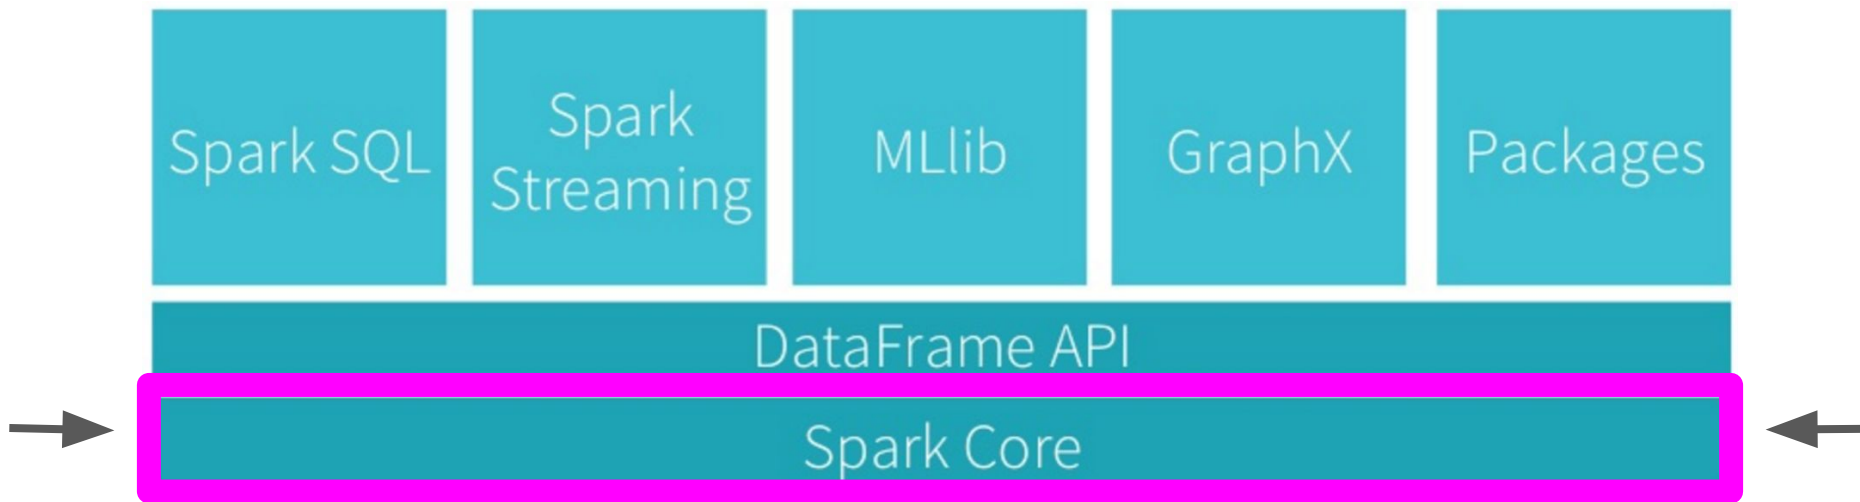 Spark SQL
Spark
Streaming
MLlib
GraphX
Packages
DataFrame API
Spark Core